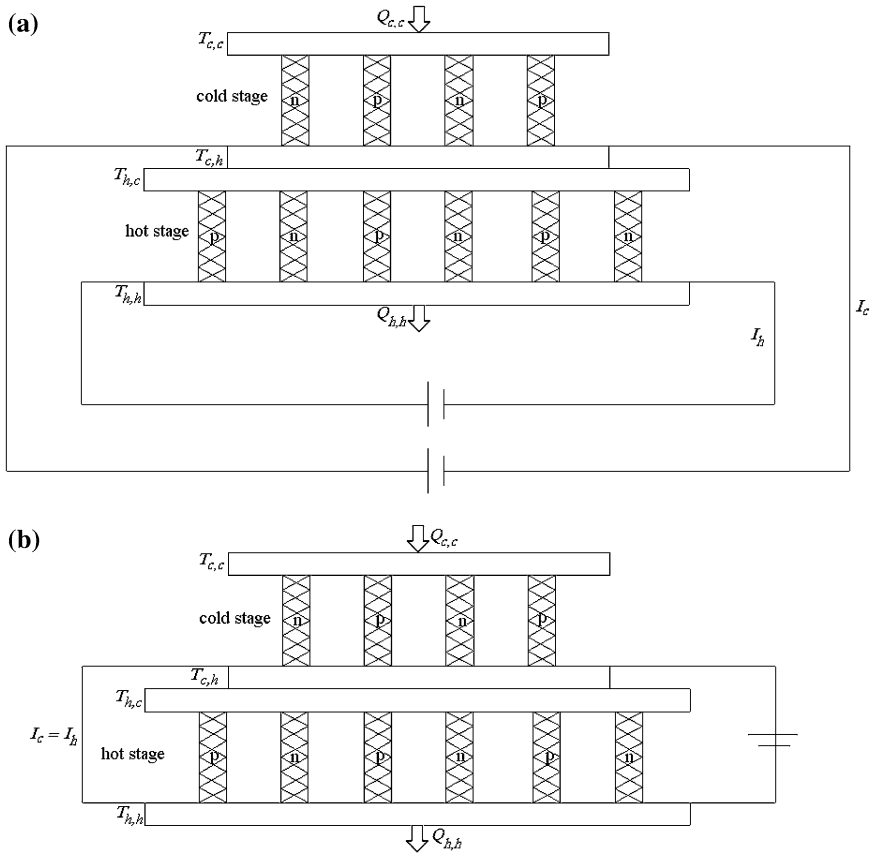 (a)
Q_{c,c}
T_{c,c}
cold stage
n p n p
T_{c,h}
T_{h,c}
hot stage
p n p n p n
T_{h,h}
Q_{h,h}
I_h
I_c
(b)
Q_{c,c}
T_{c,c}
cold stage
n p n p
T_{c,h}
T_{h,c}
I_c = I_h
hot stage
p n p n p n
T_{h,h}
Q_{h,h}